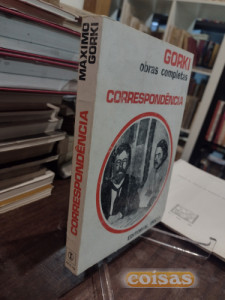 MAXIMO
GORKI
CORRESPONDÊNCIA
GORKI
obras completas
CORRESPONDÊNCIA
coisas